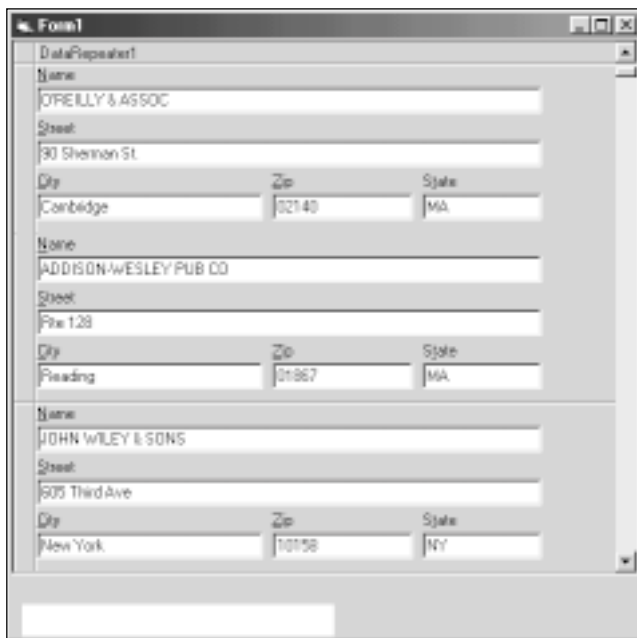 Form1
DataRepeater1
Name
O'REILLY & ASSOC
Street
90 Sherman St.
City Zip State
Cambridge 02140 MA
Name
ADDISON-WESLEY PUB CO
Street
Rte 128
City Zip State
Reading 01867 MA
Name
JOHN WILEY & SONS
Street
605 Third Ave
City Zip State
New York 10158 NY